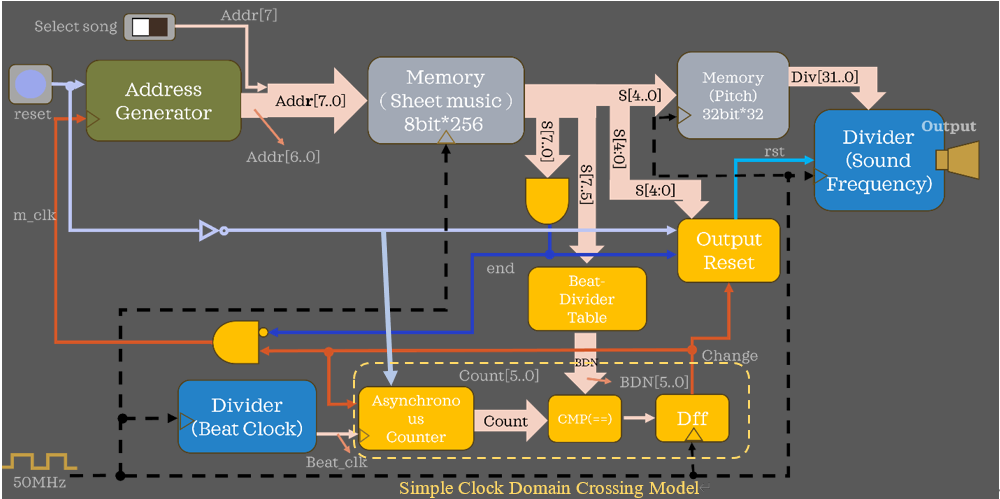 Addr[7]
Select song
reset
Address
Generator
Addr[7..0]
Addr[6..0]
Memory
( Sheet music )
8bit*256
S[4..0]
Memory
(Pitch)
32bit*32
Div[31..0]
Divider
(Sound
Frequency)
Output
S[7..0]
S[7..5]
S[4:0]
S[4:0]
rst
m_clk
end
Output
Reset
Beat-
Divider
Table
BDN
Change
Count[5..0]
BDN[5..0]
Divider
(Beat Clock)
Beat_clk
Asynchrono
us
Counter
Count
CMP(==)
Dff
50MHz
Simple Clock Domain Crossing Model